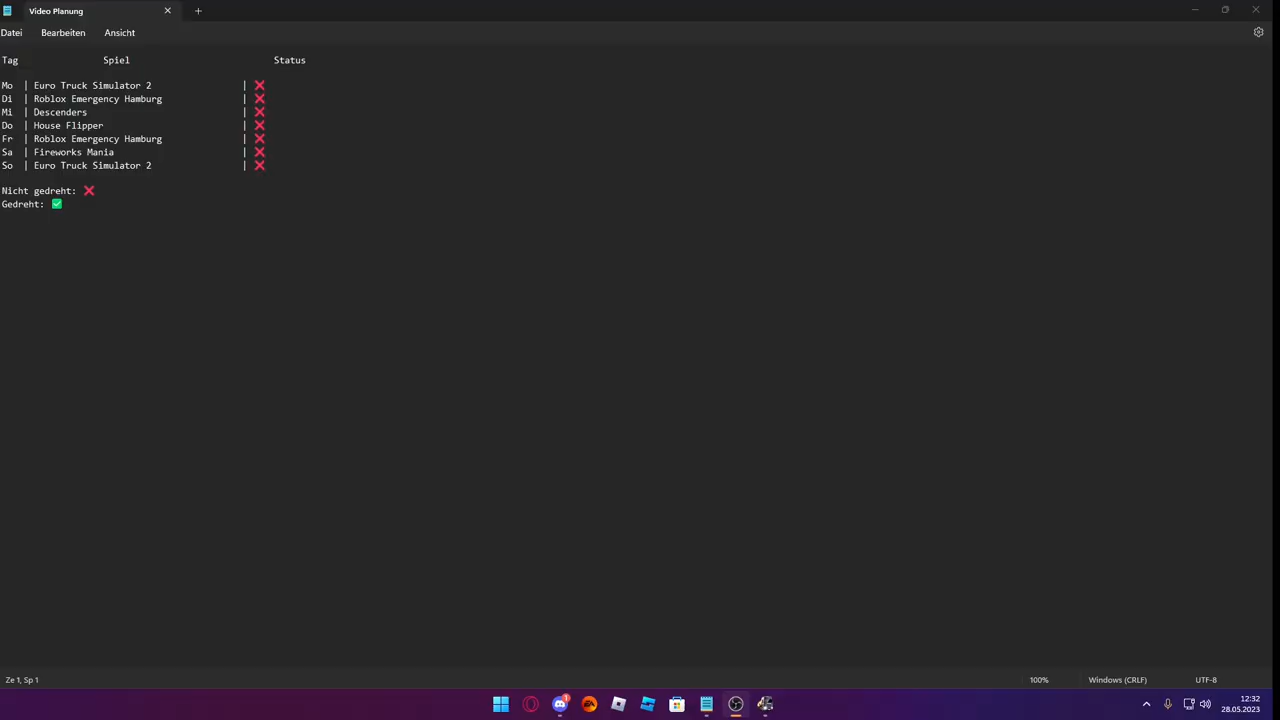 Video Planung
Datei Bearbeiten Ansicht
Tag Spiel Status
Mo | Euro Truck Simulator 2 | ❌
Di | Roblox Emergency Hamburg | ❌
Mi | Descenders | ❌
Do | House Flipper | ❌
Fr | Roblox Emergency Hamburg | ❌
Sa | Fireworks Mania | ❌
So | Euro Truck Simulator 2 | ❌
Nicht gedreht: ❌
Gedreht: ✅
Ze 1, Sp 1 100% Windows (CRLF) UTF-8
1
EA
12:32
28.05.2023